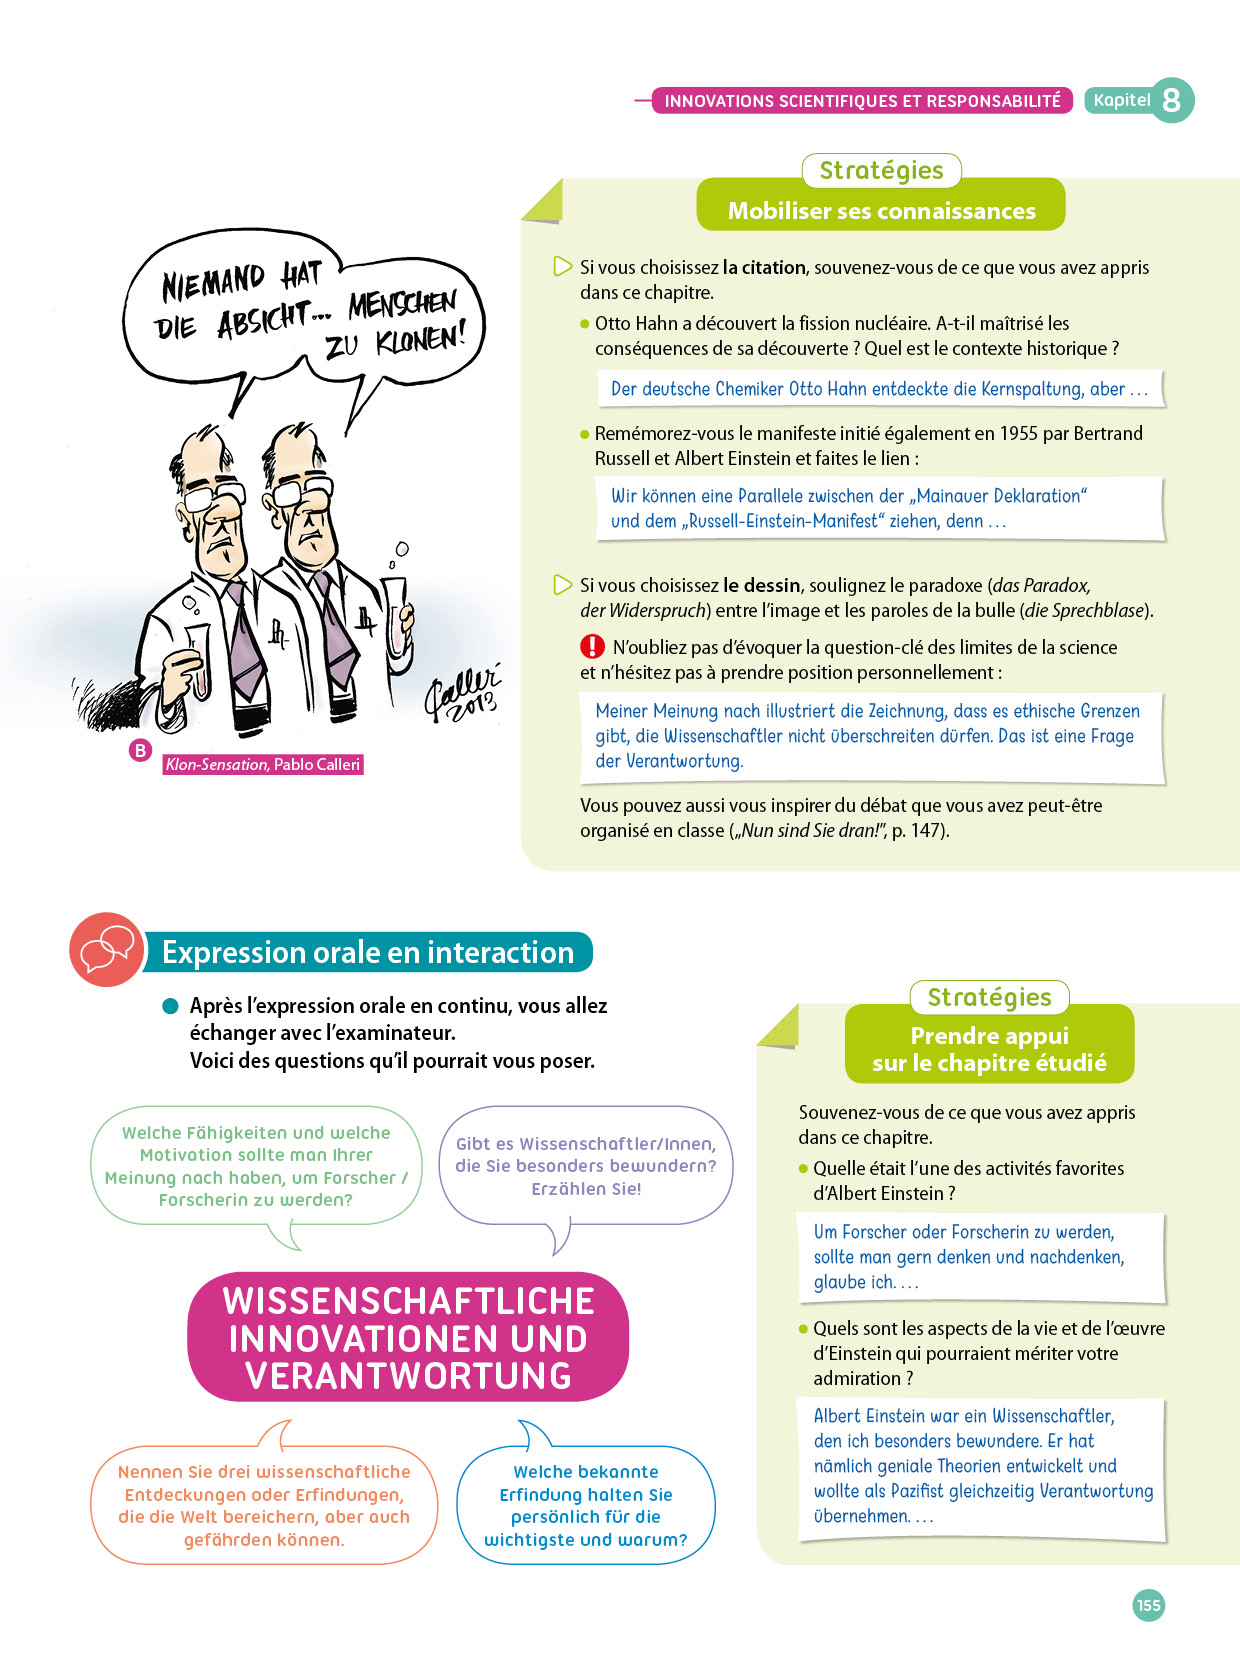 INNOVATIONS SCIENTIFIQUES ET RESPONSABILITÉ
Kapitel 8
NIEMAND HAT
DIE ABSICHT...
MENSCHEN
ZU KLONEN!
Calleri
2013
B
Klon-Sensation, Pablo Calleri
Stratégies
Mobiliser ses connaissances
Si vous choisissez la citation, souvenez-vous de ce que vous avez appris
dans ce chapitre.
• Otto Hahn a découvert la fission nucléaire. A-t-il maîtrisé les
conséquences de sa découverte ? Quel est le contexte historique ?
Der deutsche Chemiker Otto Hahn entdeckte die Kernspaltung, aber …
• Remémorez-vous le manifeste initié également en 1955 par Bertrand
Russell et Albert Einstein et faites le lien :
Wir können eine Parallele zwischen der „Mainauer Deklaration“
und dem „Russell-Einstein-Manifest“ ziehen, denn …
Si vous choisissez le dessin, soulignez le paradoxe (das Paradox,
der Widerspruch) entre l’image et les paroles de la bulle (die Sprechblase).
! N’oubliez pas d’évoquer la question-clé des limites de la science
et n’hésitez pas à prendre position personnellement :
Meiner Meinung nach illustriert die Zeichnung, dass es ethische Grenzen
gibt, die Wissenschaftler nicht überschreiten dürfen. Das ist eine Frage
der Verantwortung.
Vous pouvez aussi vous inspirer du débat que vous avez peut-être
organisé en classe („Nun sind Sie dran!”, p. 147).
Expression orale en interaction
• Après l’expression orale en continu, vous allez
échanger avec l’examinateur.
Voici des questions qu’il pourrait vous poser.
Welche Fähigkeiten und welche
Motivation sollte man Ihrer
Meinung nach haben, um Forscher /
Forscherin zu werden?
Gibt es Wissenschaftler/Innen,
die Sie besonders bewundern?
Erzählen Sie!
WISSENSCHAFTLICHE
INNOVATIONEN UND
VERANTWORTUNG
Nennen Sie drei wissenschaftliche
Entdeckungen oder Erfindungen,
die die Welt bereichern, aber auch
gefährden können.
Welche bekannte
Erfindung halten Sie
persönlich für die
wichtigste und warum?
Stratégies
Prendre appui
sur le chapitre étudié
Souvenez-vous de ce que vous avez appris
dans ce chapitre.
• Quelle était l’une des activités favorites
d’Albert Einstein ?
Um Forscher oder Forscherin zu werden,
sollte man gern denken und nachdenken,
glaube ich. …
• Quels sont les aspects de la vie et de l’œuvre
d’Einstein qui pourraient mériter votre
admiration ?
Albert Einstein war ein Wissenschaftler,
den ich besonders bewundere. Er hat
nämlich geniale Theorien entwickelt und
wollte als Pazifist gleichzeitig Verantwortung
übernehmen. …
155